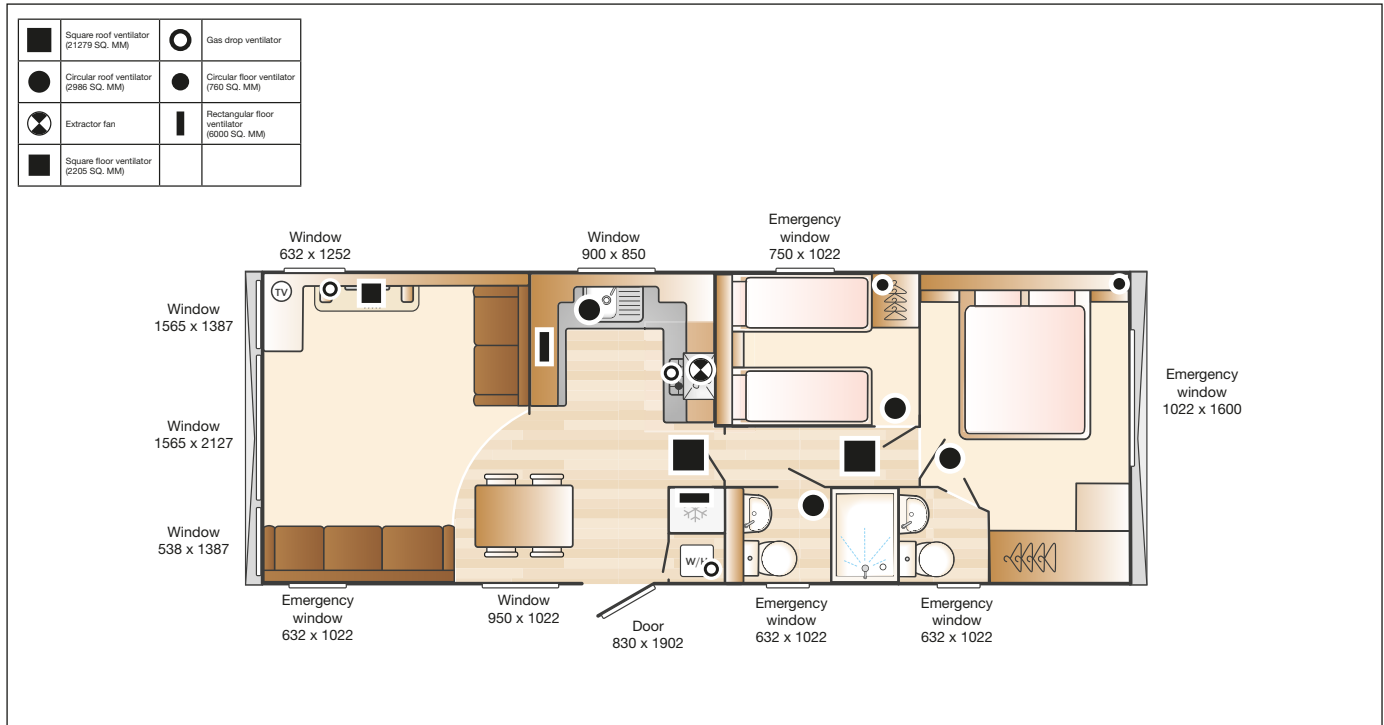 Square roof ventilator
(21279 SQ. MM)
Gas drop ventilator
Circular roof ventilator
(2986 SQ. MM)
Circular floor ventilator
(760 SQ. MM)
Extractor fan
Rectangular floor
ventilator
(6000 SQ. MM)
Square floor ventilator
(2205 SQ. MM)
Window
632 x 1252
Window
900 x 850
Emergency
window
750 x 1022
TV
Window
1565 x 1387
Window
1565 x 2127
Window
538 x 1387
Emergency
window
1022 x 1600
W/H
Emergency
window
632 x 1022
Window
950 x 1022
Door
830 x 1902
Emergency
window
632 x 1022
Emergency
window
632 x 1022